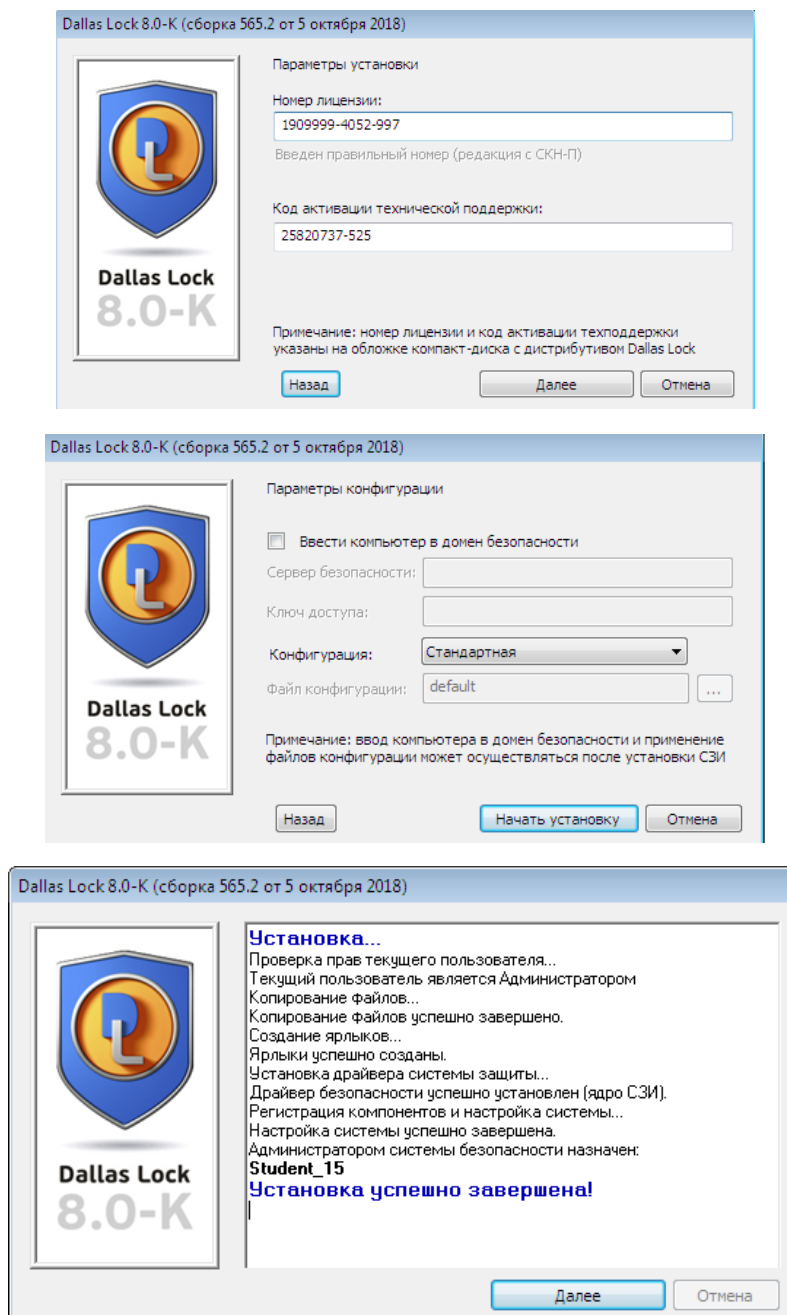 Dallas Lock 8.0-K (сборка 565.2 от 5 октября 2018)
Параметры установки
Номер лицензии:
1909999-4052-997
Введен правильный номер (редакция с СКН-П)
Код активации технической поддержки:
25820737-525
Примечание: номер лицензии и код активации техподдержки
указаны на обложке компакт-диска с дистрибутивом Dallas Lock
DL
Dallas Lock
8.0-K
Назад
Далее
Отмена
Dallas Lock 8.0-K (сборка 565.2 от 5 октября 2018)
Параметры конфигурации
Ввести компьютер в домен безопасности
Сервер безопасности:
Ключ доступа:
Конфигурация:
Стандартная
Файл конфигурации:
default
...
Примечание: ввод компьютера в домен безопасности и применение
файлов конфигурации может осуществляться после установки СЗИ
DL
Dallas Lock
8.0-K
Назад
Начать установку
Отмена
Dallas Lock 8.0-K (сборка 565.2 от 5 октября 2018)
Установка...
Проверка прав текущего пользователя...
Текущий пользователь является Администратором
Копирование файлов...
Копирование файлов успешно завершено.
Создание ярлыков...
Ярлыки успешно созданы.
Установка драйвера системы защиты...
Драйвер безопасности успешно установлен (ядро СЗИ).
Регистрация компонентов и настройка системы...
Настройка системы успешно завершена.
Администратором системы безопасности назначен:
Student_15
Установка успешно завершена!
DL
Dallas Lock
8.0-K
Далее
Отмена